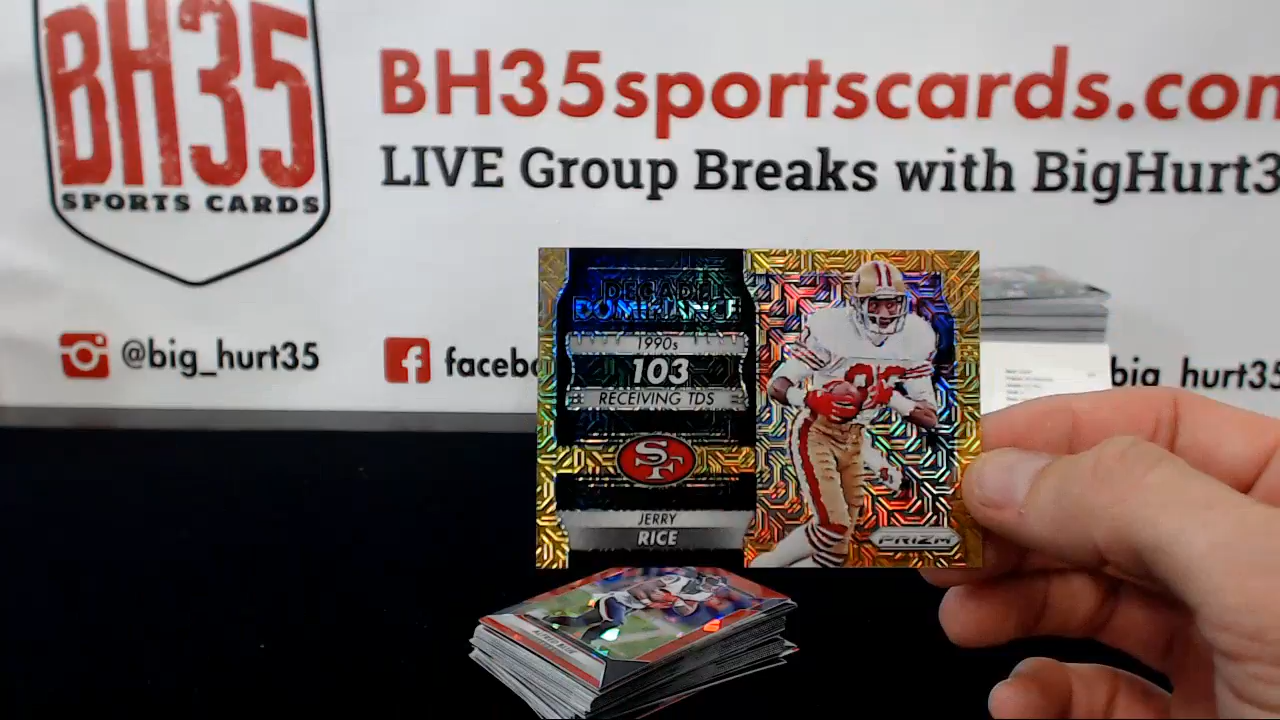 BH35
SPORTS CARDS
BH35sportscards.com
LIVE Group Breaks with BigHurt3
@big_hurt35
facebo
big_hurt35
DECADE
DOMINANCE
1990s
103
RECEIVING TDS
SF
JERRY
RICE
PRIZM